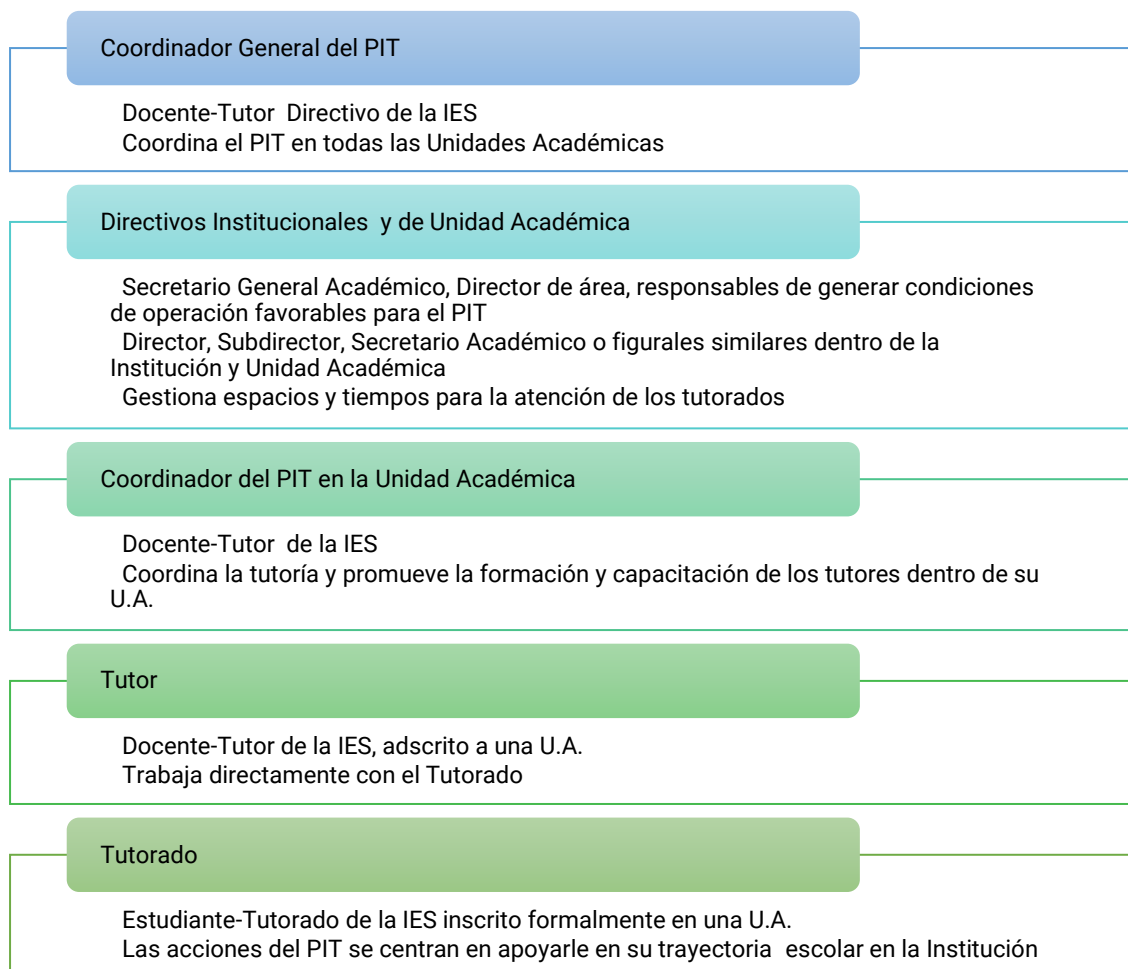 Coordinador General del PIT
Docente-Tutor  Directivo de la IES
Coordina el PIT en todas las Unidades Académicas
Directivos Institucionales  y de Unidad Académica
Secretario General Académico, Director de área, responsables de generar condiciones
de operación favorables para el PIT
Director, Subdirector, Secretario Académico o figurales similares dentro de la
Institución y Unidad Académica
Gestiona espacios y tiempos para la atención de los tutorados
Coordinador del PIT en la Unidad Académica
Docente-Tutor  de la IES
Coordina la tutoría y promueve la formación y capacitación de los tutores dentro de su
U.A.
Tutor
Docente-Tutor de la IES, adscrito a una U.A.
Trabaja directamente con el Tutorado
Tutorado
Estudiante-Tutorado de la IES inscrito formalmente en una U.A.
Las acciones del PIT se centran en apoyarle en su trayectoria  escolar en la Institución